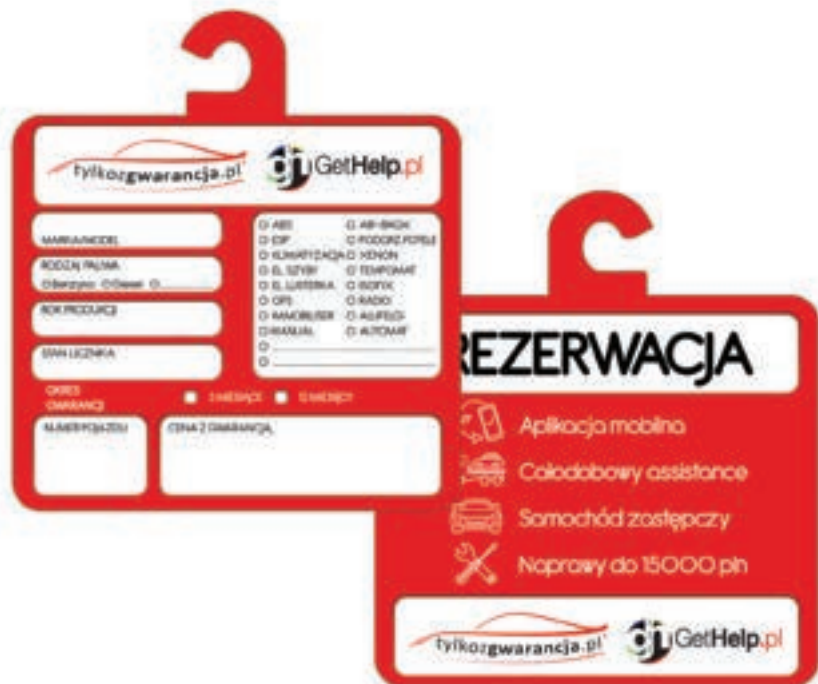 tylkozgwarancja.pl GetHelp.pl
MARKA/MODEL
RODZAJ PALIWA
Benzyna Diesel
ROK PRODUKCJI
STAN LICZNIKA
ABS AIR-BAGI
ESP PODGRZ.FOTELE
KLIMATYZACJA XENON
EL. SZYBY TEMPOMAT
EL. LUSTERKA ISOFIX
GPS RADIO
IMMOBILISER ALUFELGI
MANUAL AUTOMAT
OKRES
GWARANCJI
3 MIESIĄCE 12 MIESIĘCY
NUMER POJAZDU
CENA Z GWARANCJĄ
REZERWACJA
Aplikacja mobilna
Całodobowy assistance
Samochód zastępczy
Naprawy do 15000 pln
tylkozgwarancja.pl GetHelp.pl